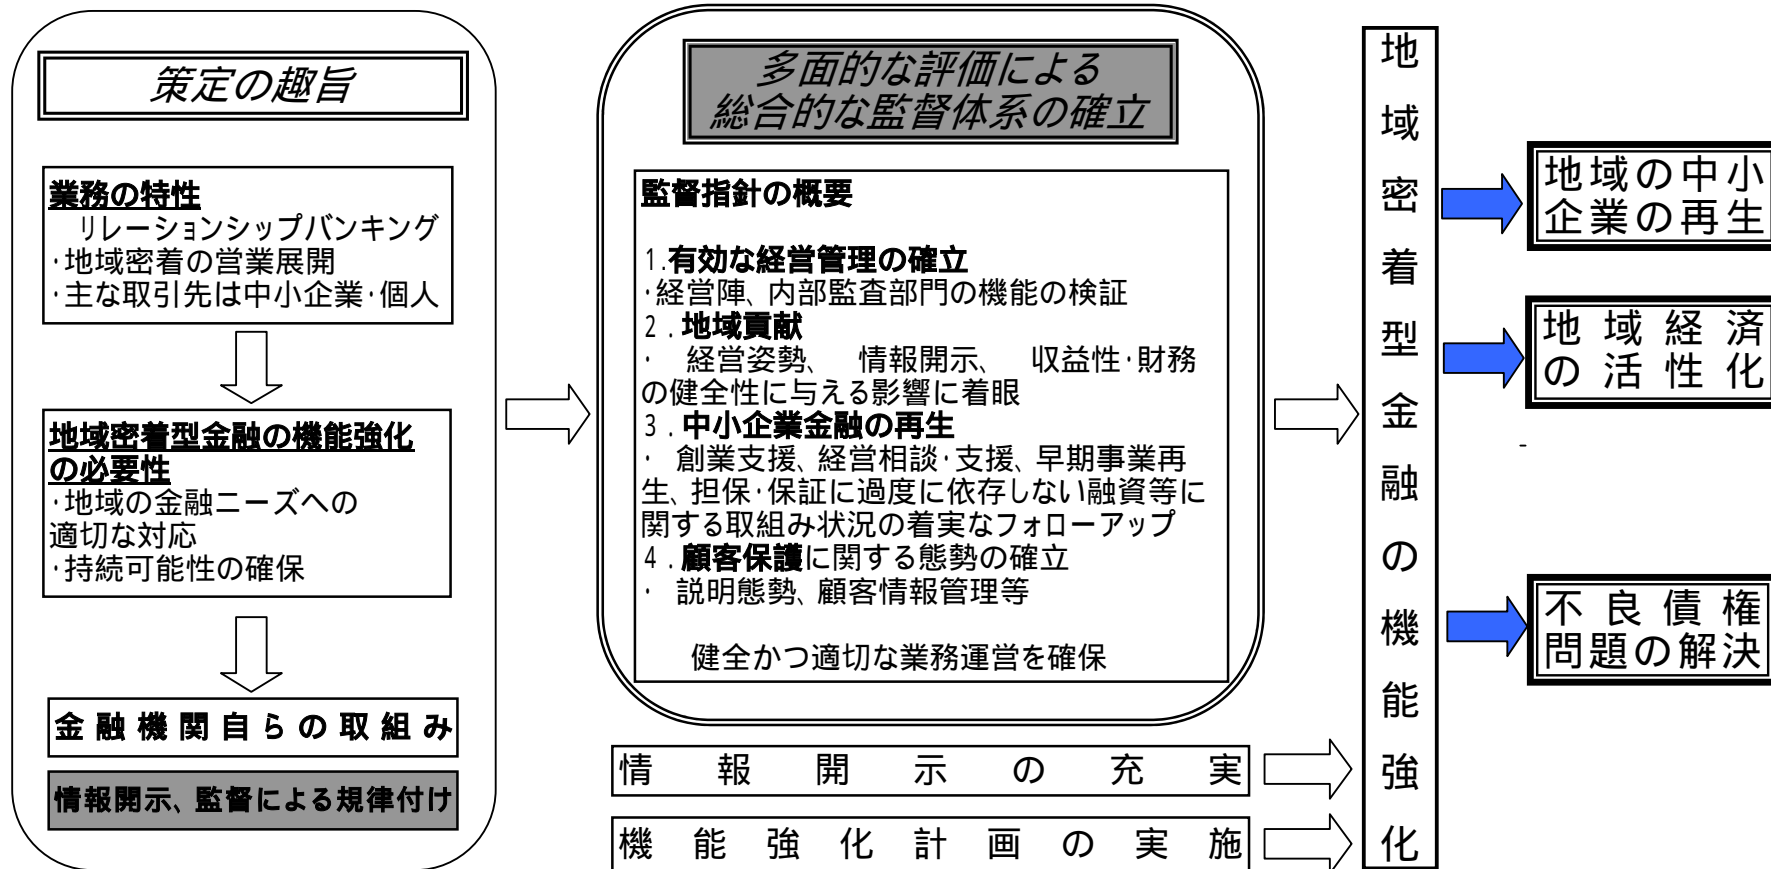 策定の趣旨
業務の特性
リレーションシップバンキング
・地域密着の営業展開
・主な取引先は中小企業・個人
地域密着型金融の機能強化
の必要性
・地域の金融ニーズへの
適切な対応
・持続可能性の確保
金融機関自らの取組み
情報開示、監督による規律付け
多面的な評価による
総合的な監督体系の確立
監督指針の概要
1.有効な経営管理の確立
・経営陣、内部監査部門の機能の検証
2.地域貢献
・ 経営姿勢、 情報開示、 収益性・財務
の健全性に与える影響に着眼
3.中小企業金融の再生
・ 創業支援、経営相談・支援、早期事業再
生、担保・保証に過度に依存しない融資等に
関する取組み状況の着実なフォローアップ
4.顧客保護に関する態勢の確立
・ 説明態勢、顧客情報管理等
健全かつ適切な業務運営を確保
情報開示の充実
機能強化計画の実施
地域密着型金融の機能強化
地域の中小
企業の再生
地域経済
の活性化
-
不良債権
問題の解決